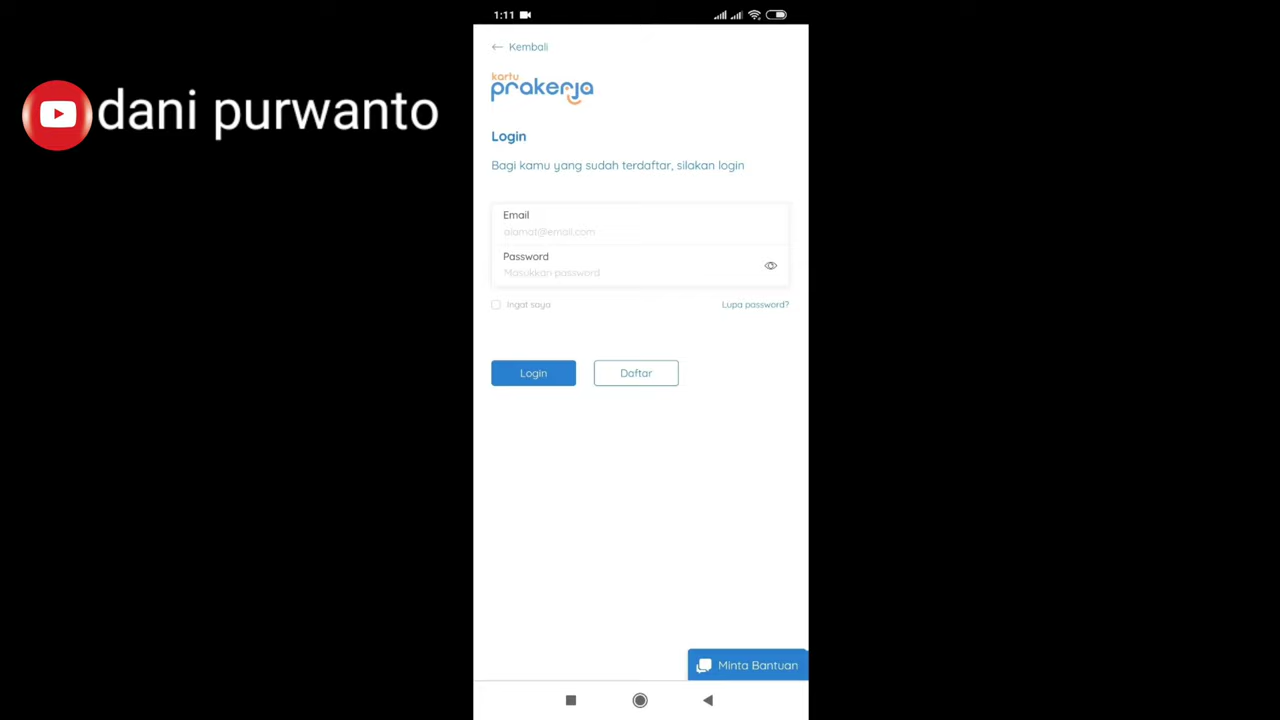 dani purwanto
1:11
Kembali
kartu
prakerja
Login
Bagi kamu yang sudah terdaftar, silakan login
Email
alamat@email.com
Password
Masukkan password
Ingat saya
Lupa password?
Login
Daftar
Minta Bantuan